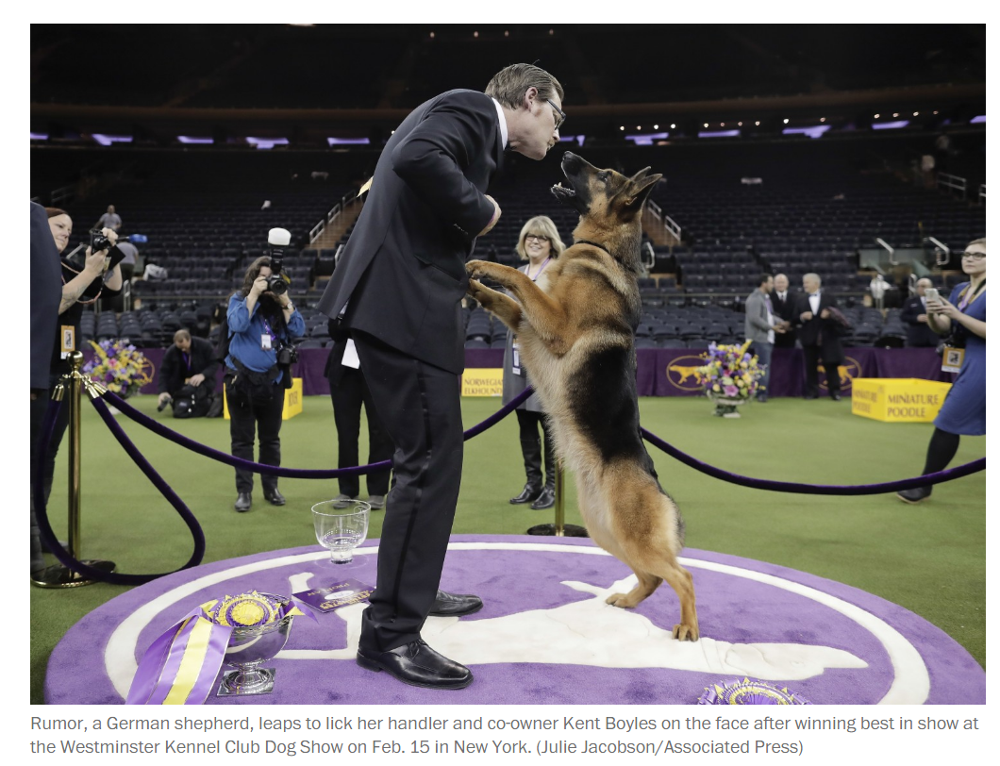 NORWEGIAN
ELKHOUND
MINIATURE
POODLE
Rumor, a German shepherd, leaps to lick her handler and co-owner Kent Boyles on the face after winning best in show at
the Westminster Kennel Club Dog Show on Feb. 15 in New York. (Julie Jacobson/Associated Press)